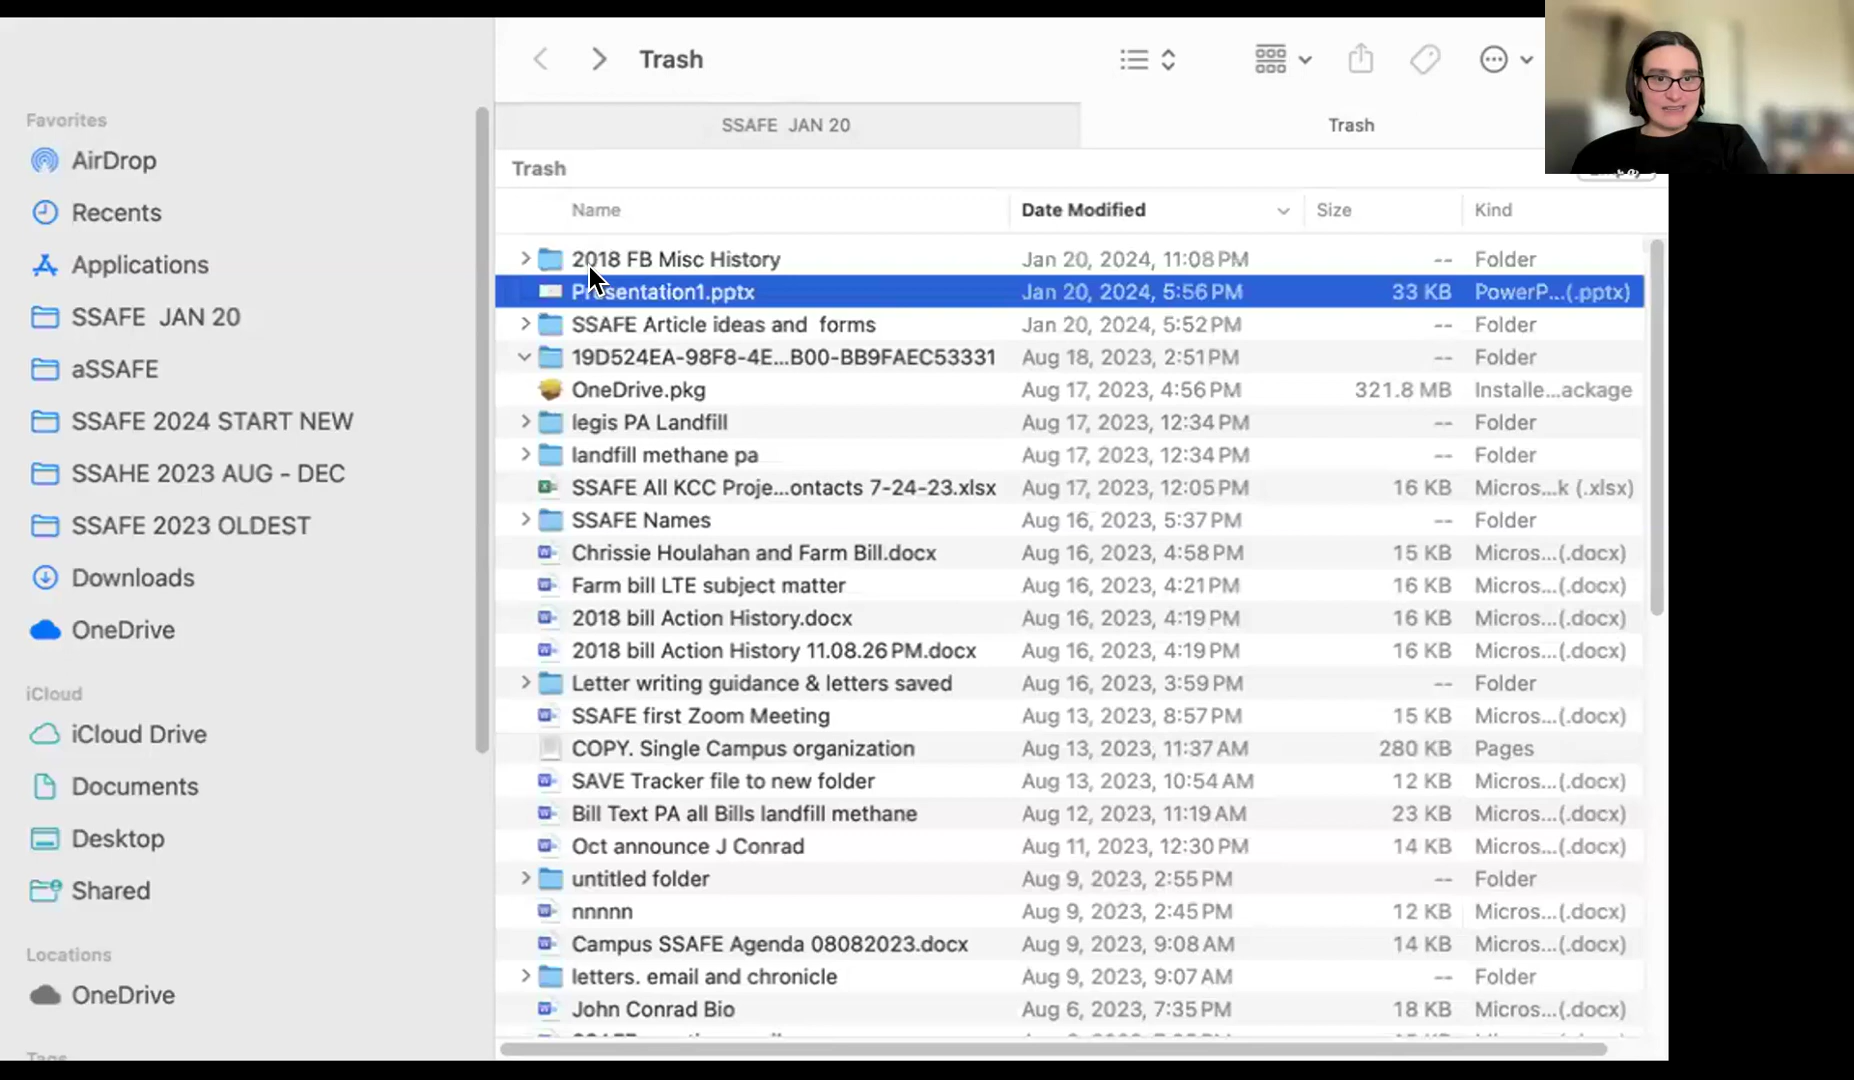 Trash
SSAFE  JAN 20
Trash
Trash
Name
Date Modified
Size
Kind
Favorites
AirDrop
Recents
Applications
SSAFE  JAN 20
aSSAFE
SSAFE 2024 START NEW
SSAHE 2023 AUG - DEC
SSAFE 2023 OLDEST
Downloads
OneDrive
iCloud
iCloud Drive
Documents
Desktop
Shared
Locations
OneDrive
Tags
2018 FB Misc History Jan 20, 2024, 11:08 PM -- Folder
Presentation1.pptx Jan 20, 2024, 5:56 PM 33 KB PowerP...(.pptx)
SSAFE Article ideas and  forms Jan 20, 2024, 5:52 PM -- Folder
19D524EA-98F8-4E...B00-BB9FAEC53331 Aug 18, 2023, 2:51 PM -- Folder
OneDrive.pkg Aug 17, 2023, 4:56 PM 321.8 MB Installe...ackage
legis PA Landfill Aug 17, 2023, 12:34 PM -- Folder
landfill methane pa Aug 17, 2023, 12:34 PM -- Folder
SSAFE All KCC Proje...ontacts 7-24-23.xlsx Aug 17, 2023, 12:05 PM 16 KB Micros...k (.xlsx)
SSAFE Names Aug 16, 2023, 5:37 PM -- Folder
Chrissie Houlahan and Farm Bill.docx Aug 16, 2023, 4:58 PM 15 KB Micros...(.docx)
Farm bill LTE subject matter Aug 16, 2023, 4:21 PM 16 KB Micros...(.docx)
2018 bill Action History.docx Aug 16, 2023, 4:19 PM 16 KB Micros...(.docx)
2018 bill Action History 11.08.26 PM.docx Aug 16, 2023, 4:19 PM 16 KB Micros...(.docx)
Letter writing guidance & letters saved Aug 16, 2023, 3:59 PM -- Folder
SSAFE first Zoom Meeting Aug 13, 2023, 8:57 PM 15 KB Micros...(.docx)
COPY. Single Campus organization Aug 13, 2023, 11:37 AM 280 KB Pages
SAVE Tracker file to new folder Aug 13, 2023, 10:54 AM 12 KB Micros...(.docx)
Bill Text PA all Bills landfill methane Aug 12, 2023, 11:19 AM 23 KB Micros...(.docx)
Oct announce J Conrad Aug 11, 2023, 12:30 PM 14 KB Micros...(.docx)
untitled folder Aug 9, 2023, 2:55 PM -- Folder
nnnnn Aug 9, 2023, 2:45 PM 12 KB Micros...(.docx)
Campus SSAFE Agenda 08082023.docx Aug 9, 2023, 9:08 AM 14 KB Micros...(.docx)
letters. email and chronicle Aug 9, 2023, 9:07 AM -- Folder
John Conrad Bio Aug 6, 2023, 7:35 PM 18 KB Micros...(.docx)